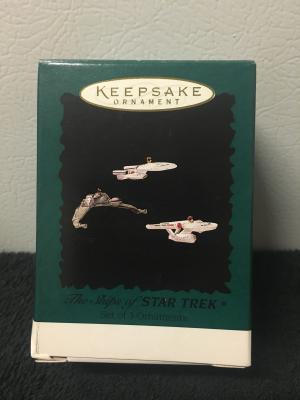 KEEPSAKE
ORNAMENT
The Ships of STAR TREK®
Set of 3 Ornaments